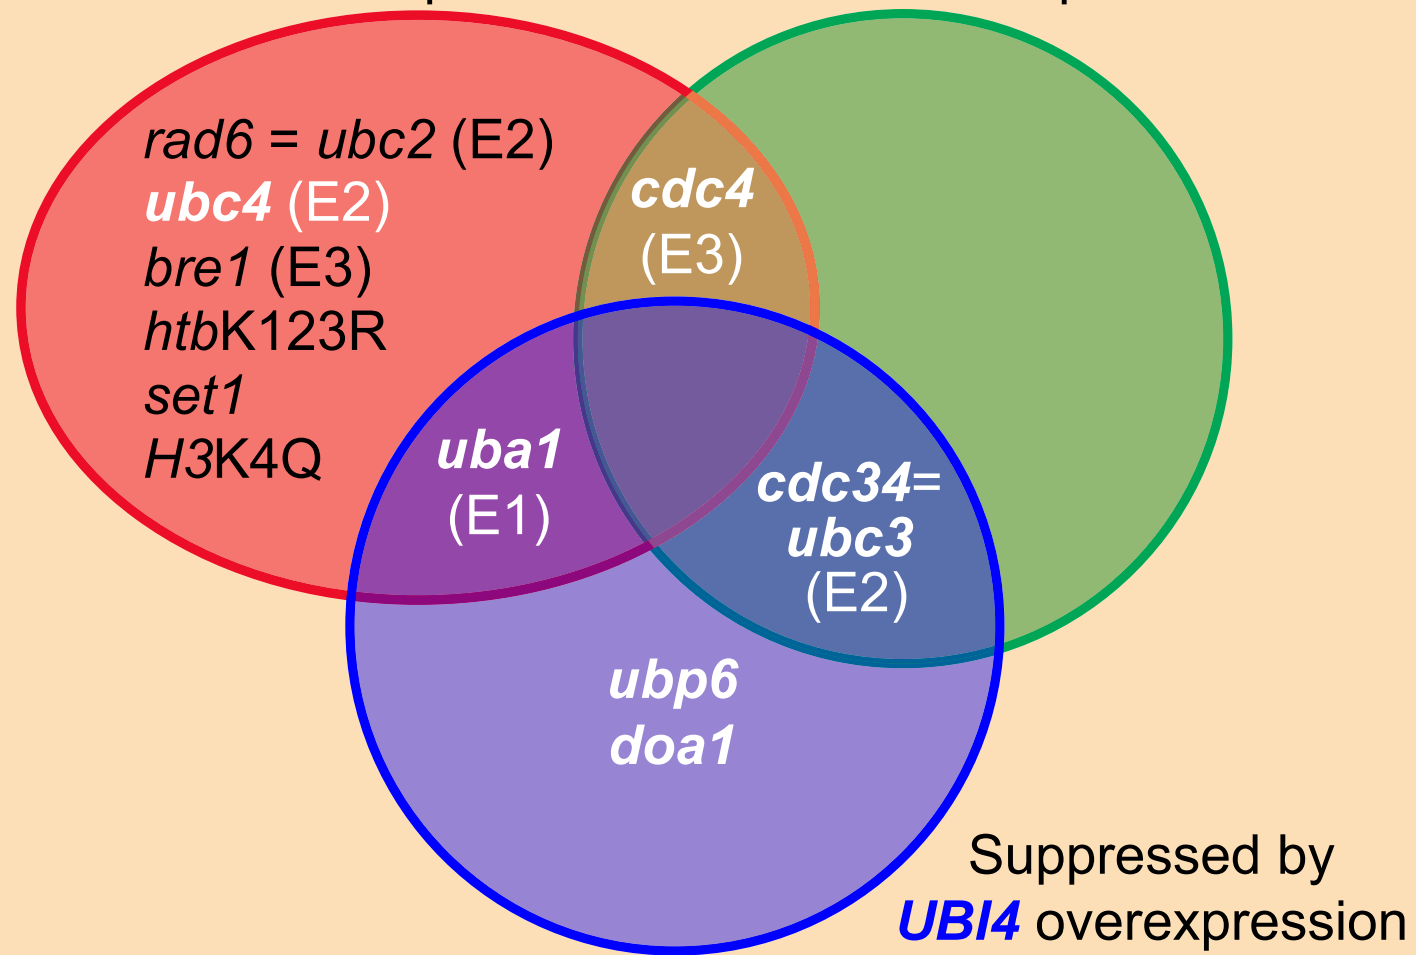 rad6 = ubc2 (E2)
ubc4 (E2)
bre1 (E3)
htbK123R
set1
H3K4Q
cdc4
(E3)
uba1
(E1)
cdc34=
ubc3
(E2)
ubp6
doa1
Suppressed by
UBI4 overexpression